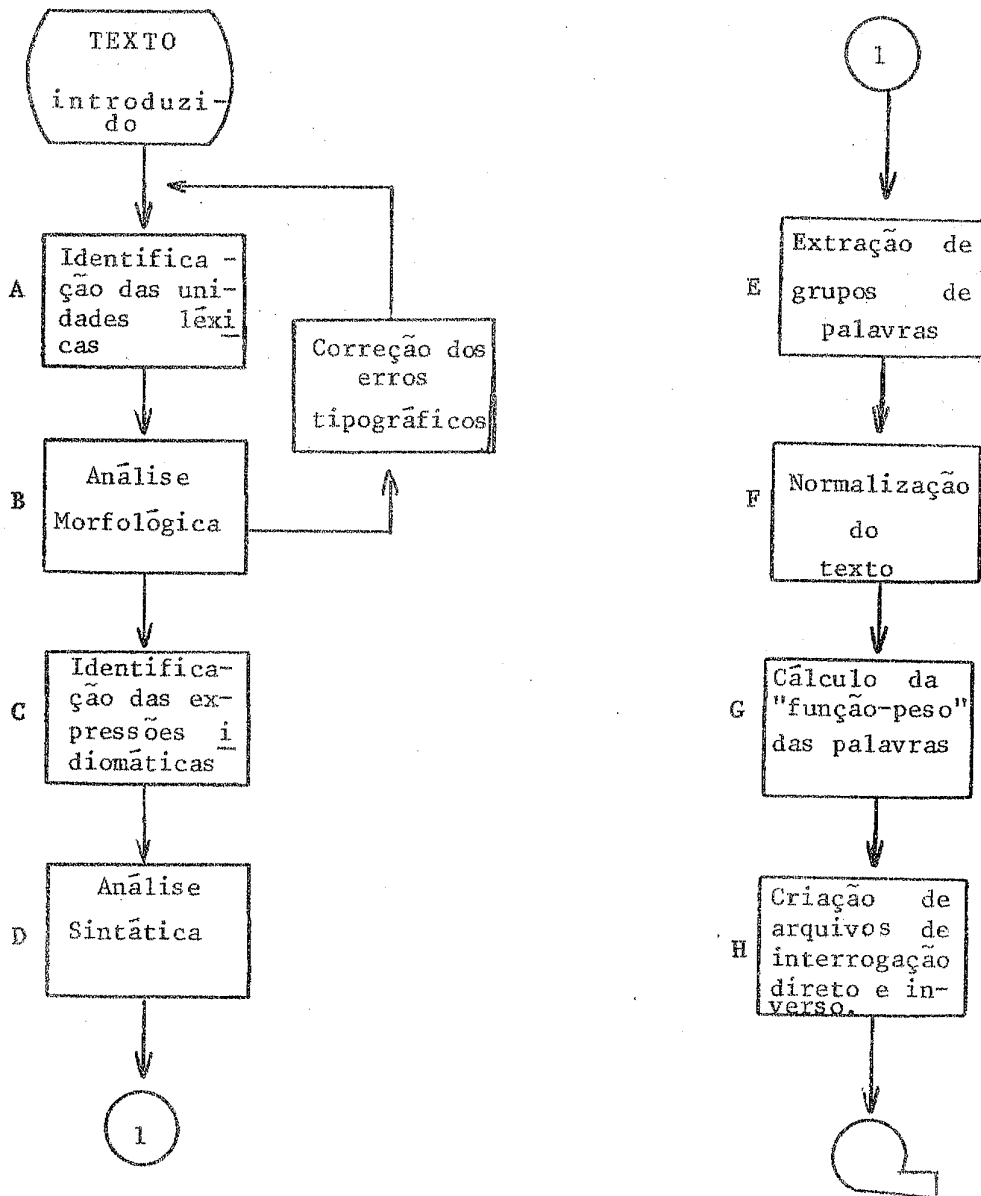 TEXTO
introduzi-
do
A
Identifica -
ção das uni-
dades léxi
cas
Correção dos
erros
tipográficos
B
Análise
Morfológica
C
Identifica-
ção das ex-
pressões i
diomáticas
D
Análise
Sintática
1
1
E
Extração de
grupos de
palavras
F
Normalização
do
texto
G
Cálculo da
"função-peso"
das palavras
H
Criação de
arquivos de
interrogação
direto e in-
verso.